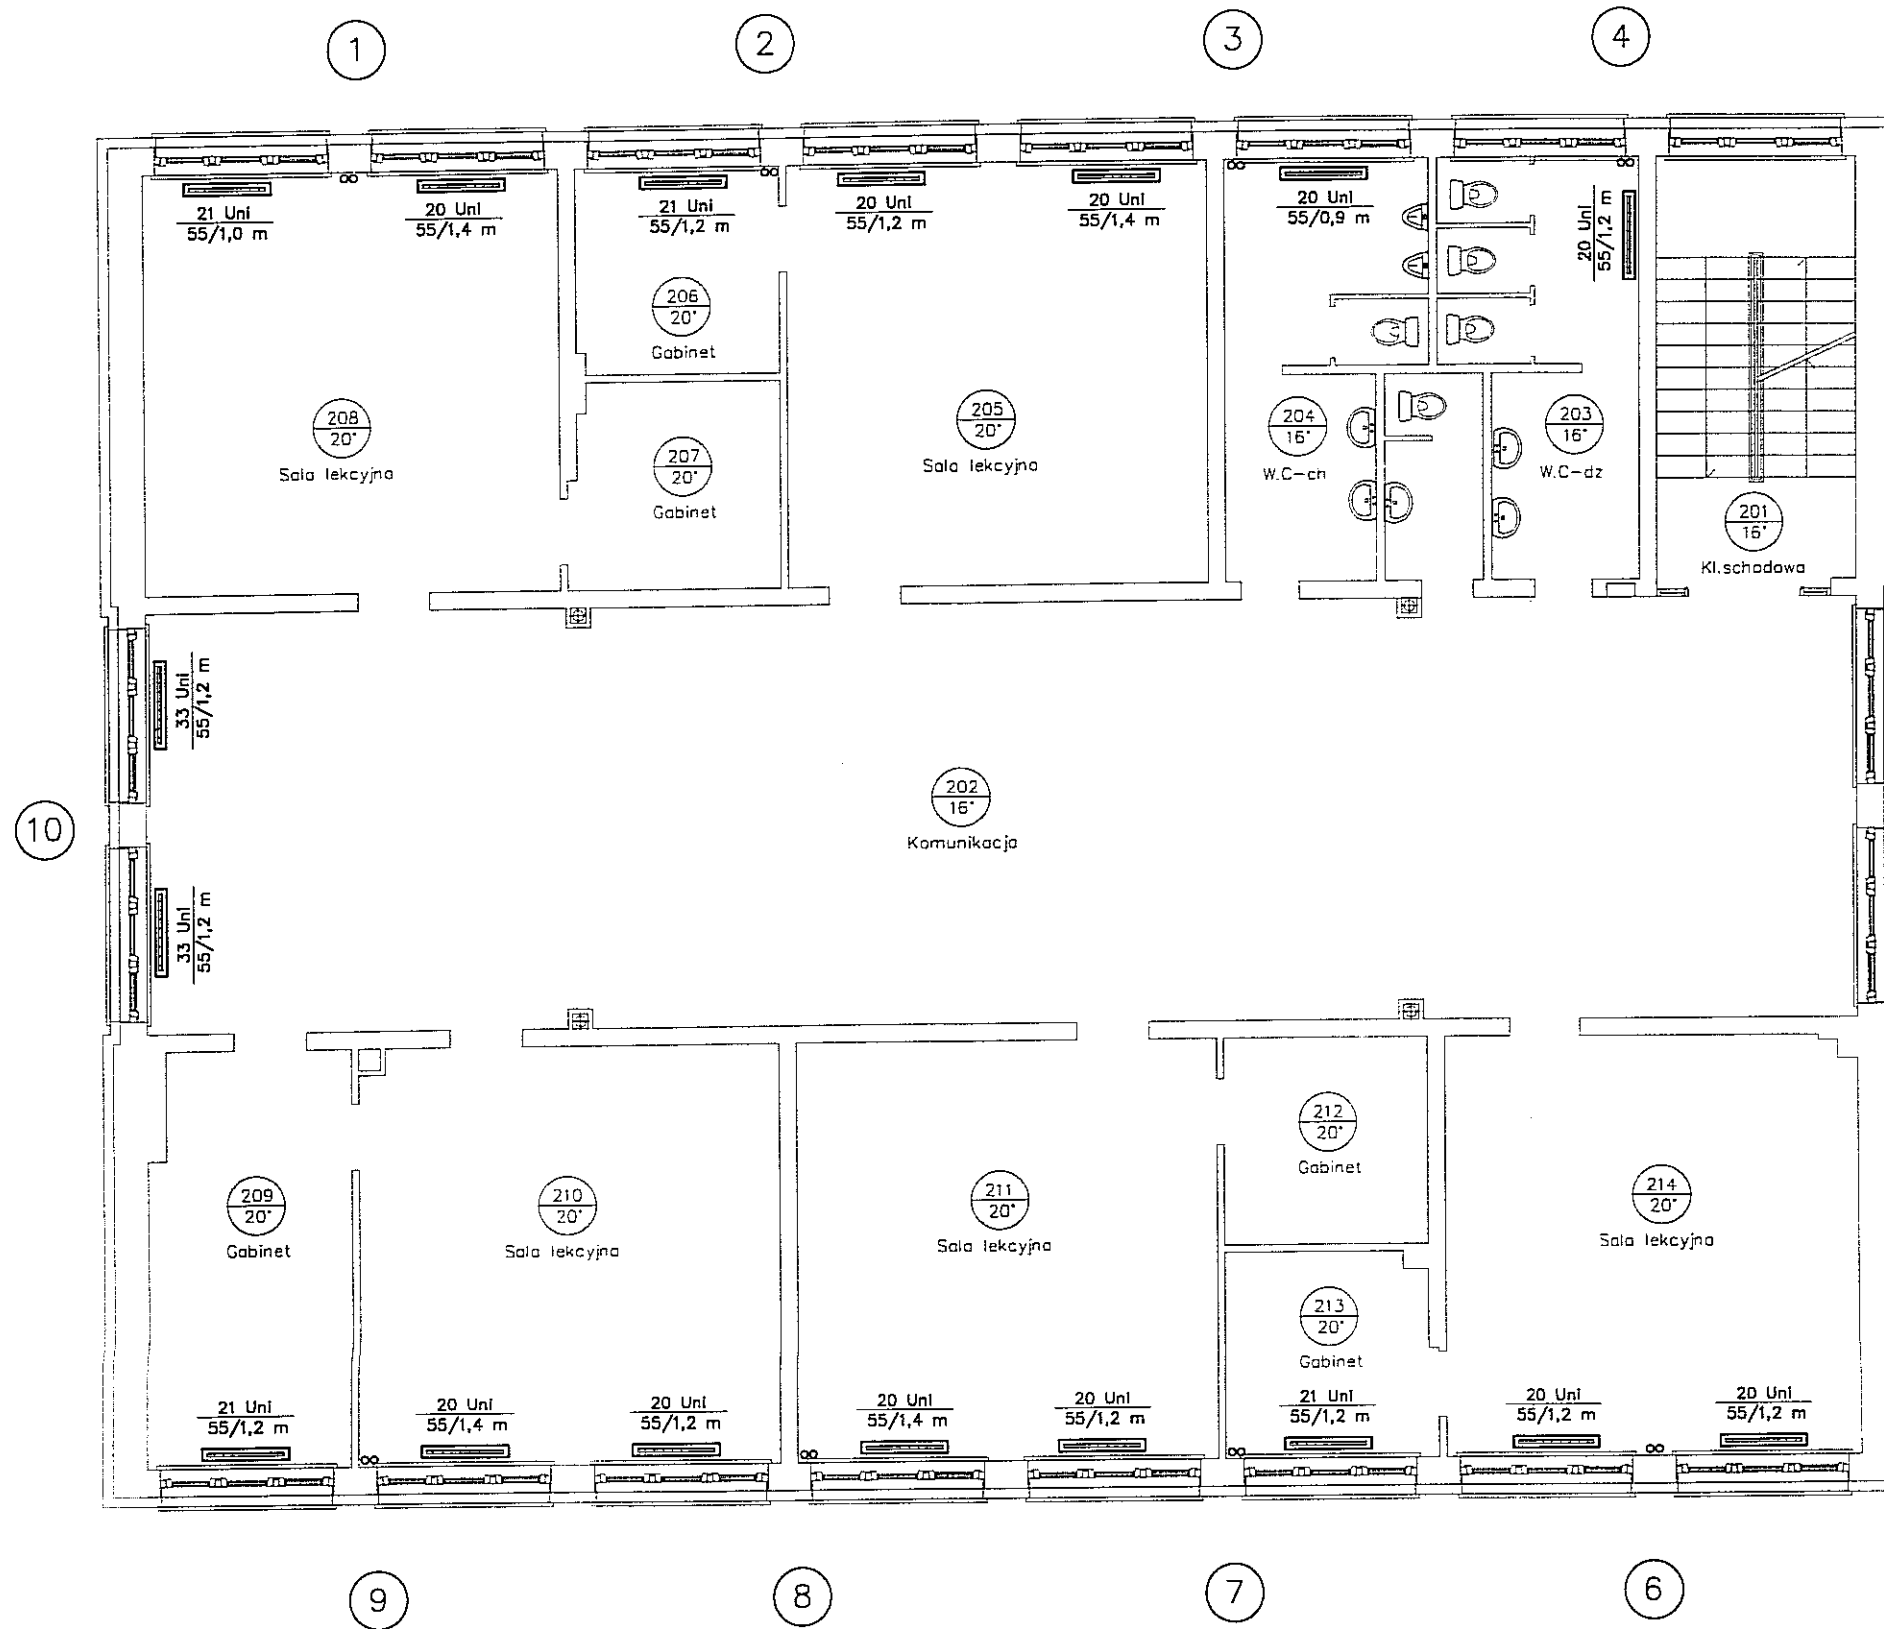 1
2
3
4
21 Uni
55/1,0 m
20 Uni
55/1,4 m
21 Uni
55/1,2 m
20 Uni
55/1,2 m
20 Uni
55/1,4 m
20 Uni
55/0,9 m
20 Uni
55/1,2 m
206
20°
Gabinet
208
20°
Sala lekcyjna
207
20°
Gabinet
205
20°
Sala lekcyjna
204
16°
W.C-ch
203
16°
W.C-dz
201
16°
Kl.schodowa
33 Uni
55/1,2 m
202
16°
Komunikacja
10
33 Uni
55/1,2 m
209
20°
Gabinet
210
20°
Sala lekcyjna
211
20°
Sala lekcyjna
212
20°
Gabinet
214
20°
Sala lekcyjna
213
20°
Gabinet
21 Uni
55/1,2 m
20 Uni
55/1,4 m
20 Uni
55/1,2 m
20 Uni
55/1,4 m
20 Uni
55/1,2 m
21 Uni
55/1,2 m
20 Uni
55/1,2 m
20 Uni
55/1,2 m
9
8
7
6